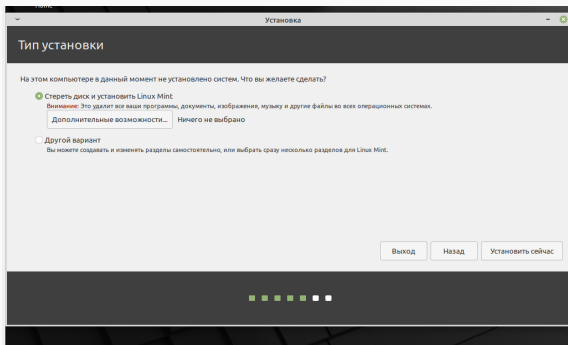 Home
Установка
Тип установки
На этом компьютере в данный момент не установлено систем. Что вы желаете сделать?
Стереть диск и установить Linux Mint
Внимание: Это удалит все ваши программы, документы, изображение, музыку и другие файлы во всех операционных системах.
Дополнительные возможности... Ничего не выбрано
Другой вариант
Вы можете создавать и изменять разделы самостоятельно, или выбрать сразу несколько разделов для Linux Mint.
Выход Назад Установить сейчас